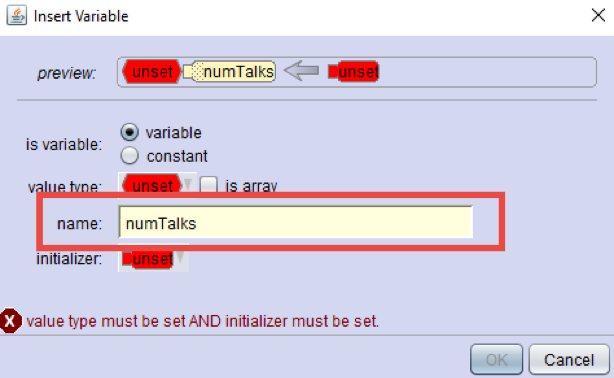 Insert Variable
preview: unset numTalks unset
is variable: variable
constant
value type: unset is array
name: numTalks
initializer: unset
X value type must be set AND initializer must be set.
OK Cancel